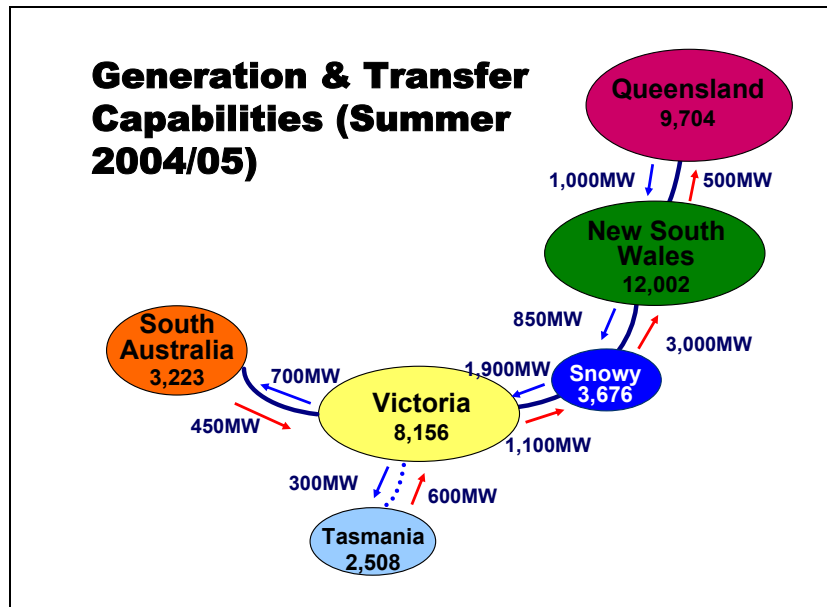 Generation & Transfer
Capabilities (Summer
2004/05)
Queensland
9,704
1,000MW
500MW
New South
Wales
12,002
850MW
3,000MW
South
Australia
3,223
700MW
1,900MW
Snowy
3,676
Victoria
8,156
450MW
1,100MW
300MW
600MW
Tasmania
2,508